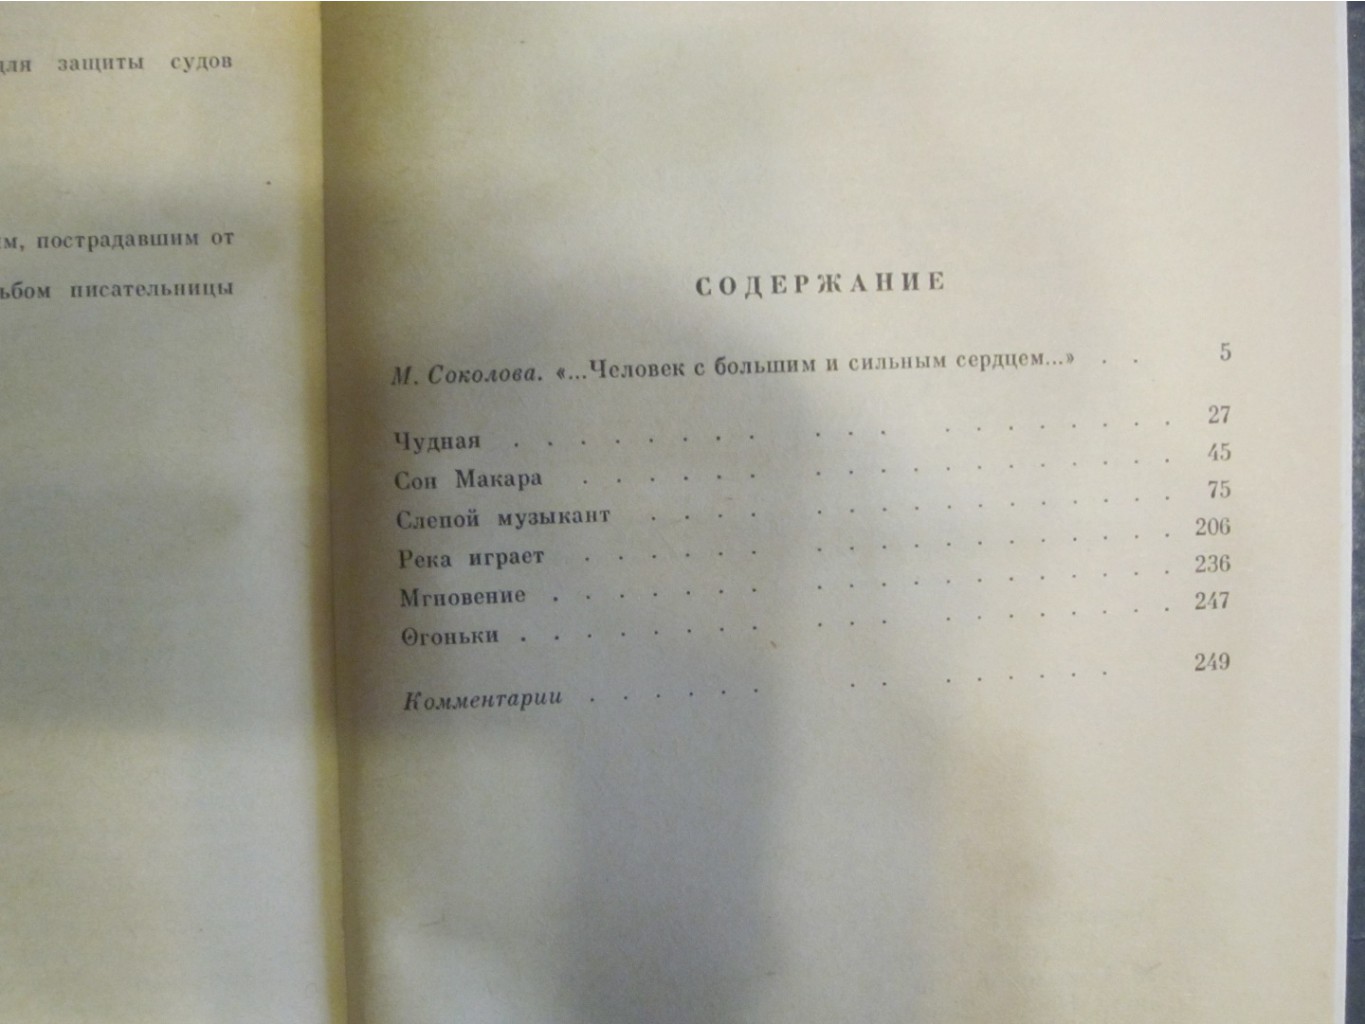 для защиты судов
пострадавшим от
писательницы
СОДЕРЖАНИЕ
М. Соколова. «...Человек с большим и сильным сердцем...» . . 5
Чудная . . . . . . . . . . . . . . . . . . . 27
Сон Макара . . . . . . . . . . . . . . . . . 45
Слепой музыкант . . . . . . . . . . . . . . . 75
Река играет . . . . . . . . . . . . . . . . . 206
Мгновение . . . . . . . . . . . . . . . . . . 236
Огоньки . . . . . . . . . . . . . . . . . . . 247
Комментарии . . . . . . . . . . . . . . 249